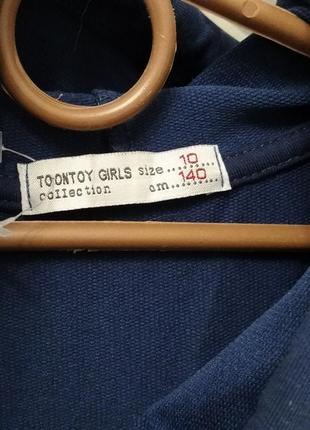 TOONTOY GIRLS size ......10
collection cm.......140